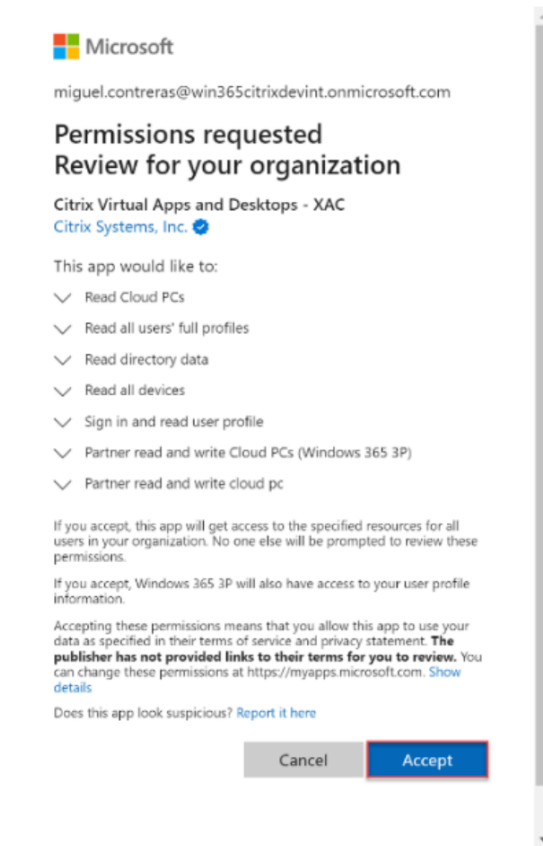 Microsoft
miguel.contreras@win365citrixdevint.onmicrosoft.com
Permissions requested
Review for your organization
Citrix Virtual Apps and Desktops - XAC
Citrix Systems, Inc.
This app would like to:
Read Cloud PCs
Read all users' full profiles
Read directory data
Read all devices
Sign in and read user profile
Partner read and write Cloud PCs (Windows 365 3P)
Partner read and write cloud pc
If you accept, this app will get access to the specified resources for all
users in your organization. No one else will be prompted to review these
permissions.
If you accept, Windows 365 3P will also have access to your user profile
information.
Accepting these permissions means that you allow this app to use your
data as specified in their terms of service and privacy statement. The
publisher has not provided links to their terms for you to review. You
can change these permissions at https://myapps.microsoft.com. Show
details
Does this app look suspicious? Report it here
Cancel
Accept